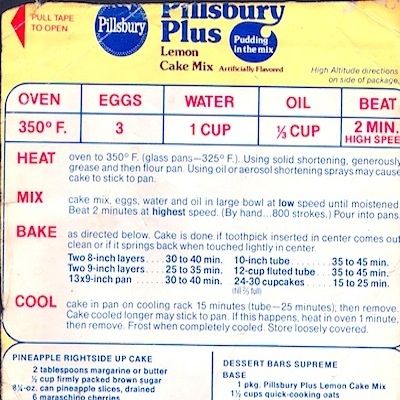 PULL TAPE
TO OPEN
Pillsbury
Pillsbury
Plus
Pudding
in the mix
Lemon
Cake Mix Artificially Flavored
High Altitude directions
on side of package
OVEN EGGS WATER OIL BEAT
350° F. 3 1 CUP ⅓ CUP 2 MIN.
HIGH SPEED
HEAT oven to 350° F. (glass pans—325° F.). Using solid shortening, generously
grease and then flour pan. Using oil or aerosol shortening sprays may cause
cake to stick to pan.
MIX cake mix, eggs, water and oil in large bowl at low speed until moistened.
Beat 2 minutes at highest speed. (By hand...800 strokes.) Pour into pans.
BAKE as directed below. Cake is done if toothpick inserted in center comes out
clean or if it springs back when touched lightly in center.
Two 8-inch layers....30 to 40 min. 10-inch tube..........35 to 45 min.
Two 9-inch layers....25 to 35 min. 12-cup fluted tube...35 to 45 min.
13x9-inch pan........30 to 40 min. 24-30 cupcakes......15 to 25 min.
(fill ⅔ full)
COOL cake in pan on cooling rack 15 minutes (tube—25 minutes); then remove.
Cake cooled longer may stick to pan. If this happens, heat in oven 1 minute,
then remove. Frost when completely cooled. Store loosely covered.
PINEAPPLE RIGHTSIDE UP CAKE
2 tablespoons margarine or butter
½ cup firmly packed brown sugar
8¼-oz. can pineapple slices, drained
6 maraschino cherries
DESSERT BARS SUPREME
BASE
1 pkg. Pillsbury Plus Lemon Cake Mix
1½ cups quick-cooking oats